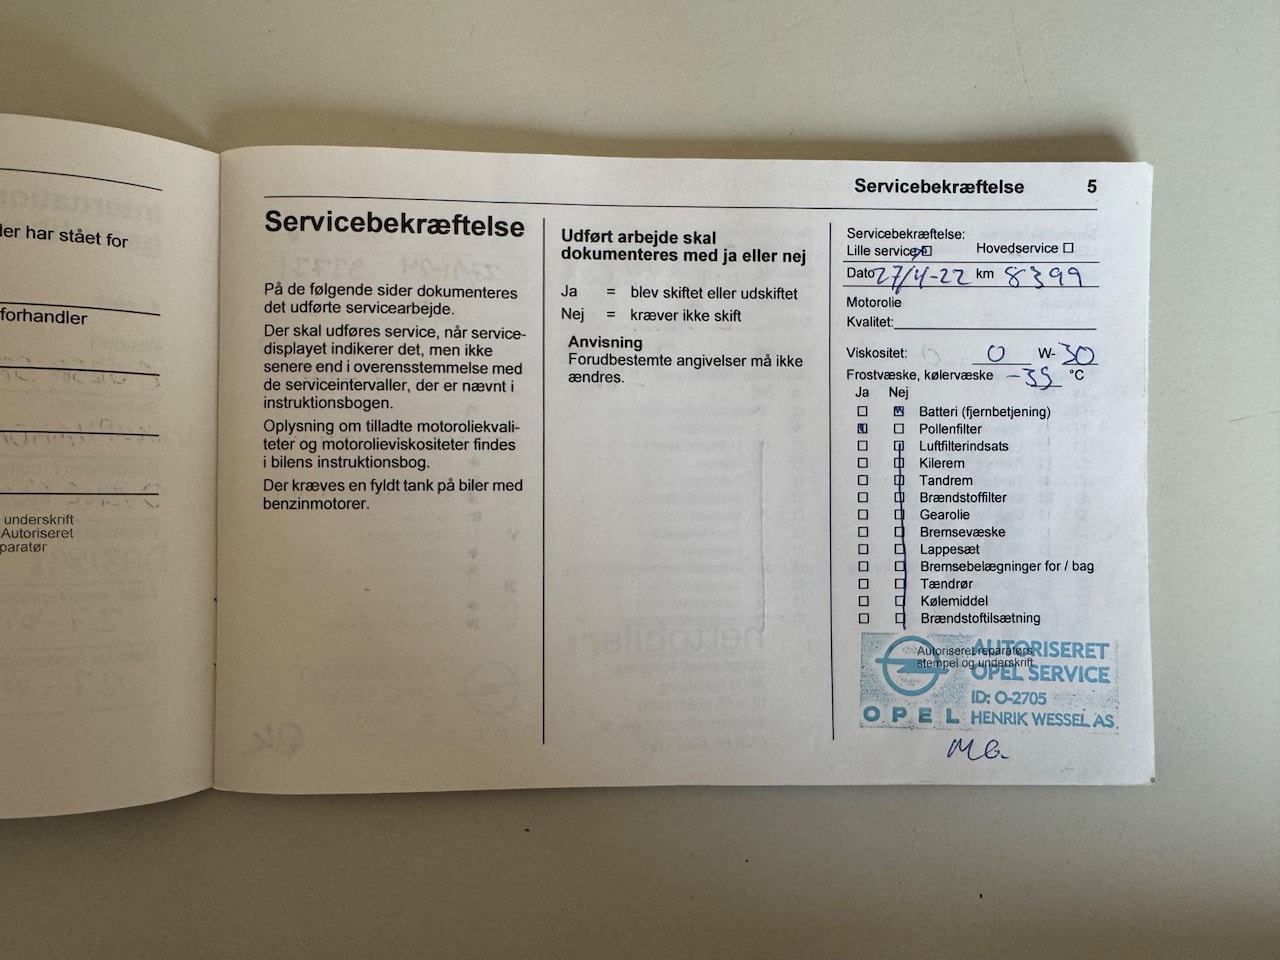 der har stået for
forhandler
underskrift
Autoriseret
Servicebekræftelse 5
Servicebekræftelse
På de følgende sider dokumenteres
det udførte servicearbejde.
Der skal udføres service, når service-
displayet indikerer det, men ikke
senere end i overensstemmelse med
de serviceintervaller, der er nævnt i
instruktionsbogen.
Oplysning om tilladte motoroliekvali-
teter og motorolieviskositeter findes
i bilens instruktionsbog.
Der kræves en fyldt tank på biler med
benzinmotorer.
Udført arbejde skal
dokumenteres med ja eller nej
Ja = blev skiftet eller udskiftet
Nej = kræver ikke skift
Anvisning
Forudbestemte angivelser må ikke
ændres.
Servicebekræftelse:
Lille service Hovedservice
Dato 27/4-22 km 8399
Motorolie
Kvalitet:
Viskositet: 0 W-30
Frostvæske, kølervæske -39 °C
Ja Nej
Batteri (fjernbetjening)
Pollenfilter
Luftfilterindsats
Kilerem
Tandrem
Brændstoffilter
Gearolie
Bremsevæske
Lappesæt
Bremsebelægninger for / bag
Tændrør
Kølemiddel
Brændstoftilsætning
Autoriseret reparatørs
stempel og underskrift
AUTORISERET
OPEL SERVICE
ID: O-2705
OPEL HENRIK WESSEL AS.